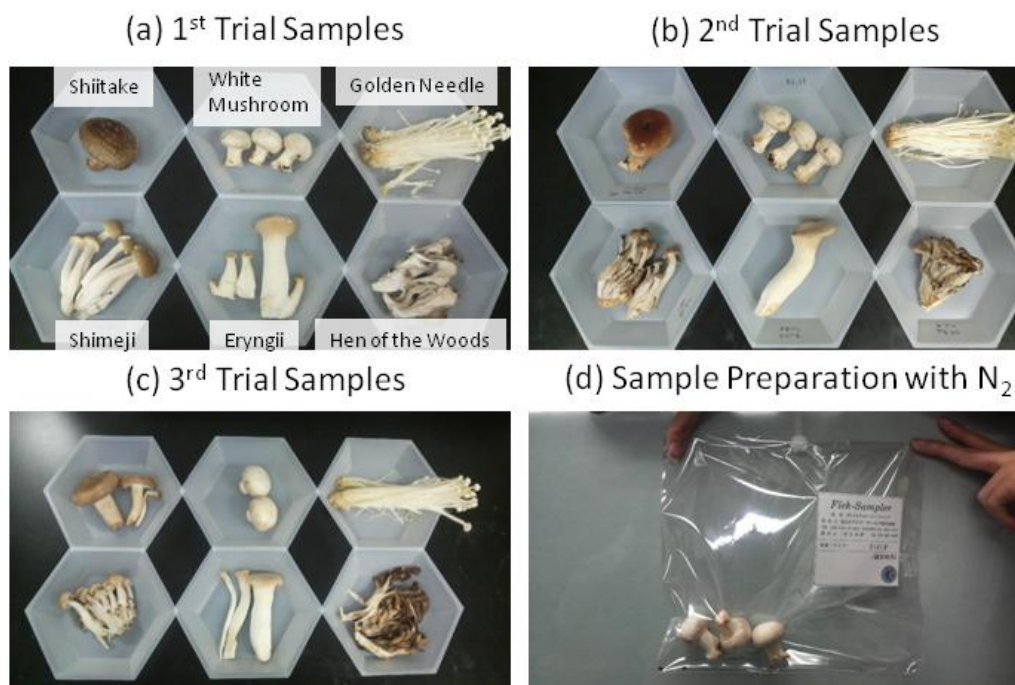 (a) 1st Trial Samples
(b) 2nd Trial Samples
Shiitake
White
Mushroom
Golden Needle
Shimeji
Eryngii
Hen of the Woods
(c) 3rd Trial Samples
(d) Sample Preparation with N2
Flek-Sampler